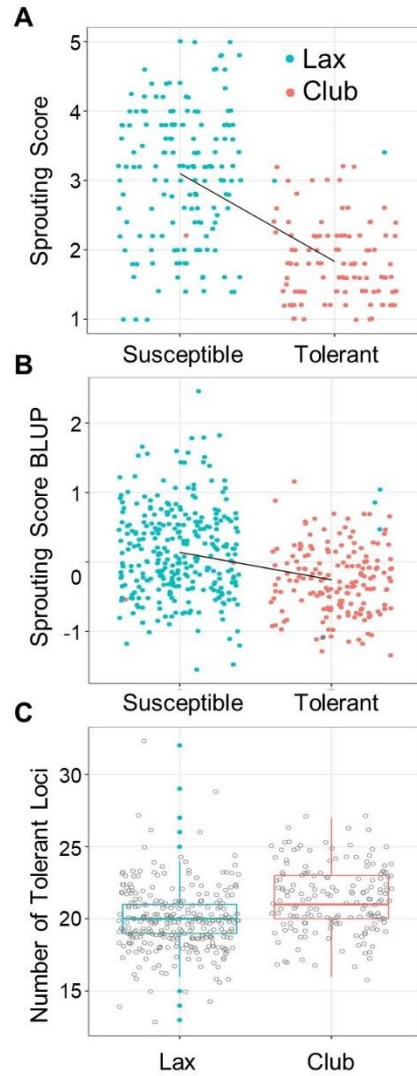 A
Sprouting Score
5
4
3
2
1
Lax
Club
Susceptible Tolerant
B
Sprouting Score BLUP
2
1
0
-1
Susceptible Tolerant
C
Number of Tolerant Loci
30
25
20
15
Lax Club